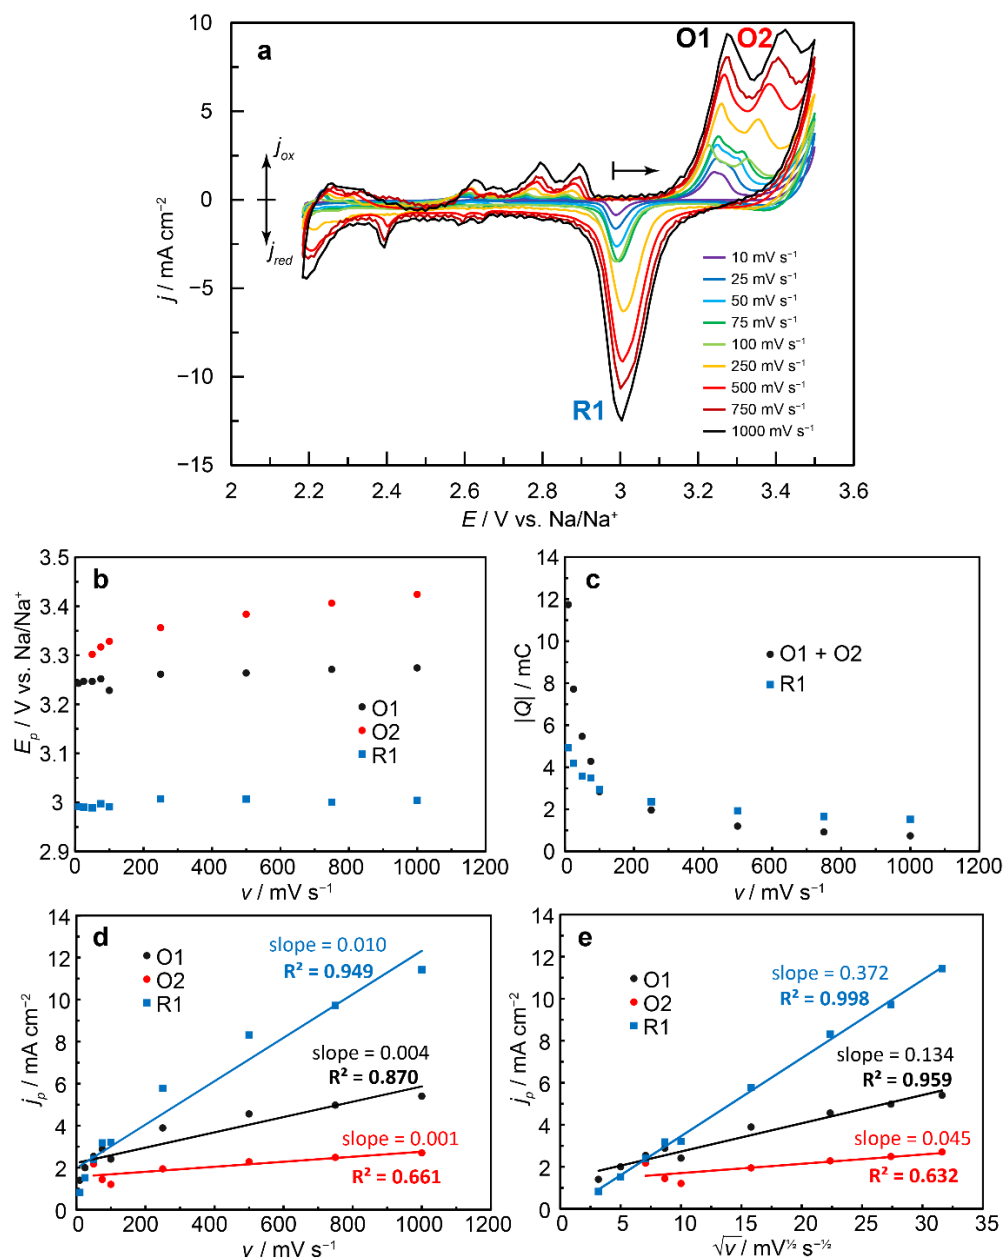 a
O1 O2
10
5
0
−5
−10
−15
j / mA cm⁻²
jox
jred
R1
10 mV s⁻¹
25 mV s⁻¹
50 mV s⁻¹
75 mV s⁻¹
100 mV s⁻¹
250 mV s⁻¹
500 mV s⁻¹
750 mV s⁻¹
1000 mV s⁻¹
2 2.2 2.4 2.6 2.8 3 3.2 3.4 3.6
E / V vs. Na/Na⁺
b
3.5
3.4
3.3
3.2
3.1
3
2.9
Eₚ / V vs. Na/Na⁺
O1
O2
R1
0 200 400 600 800 1000 1200
v / mV s⁻¹
c
14
12
10
8
6
4
2
0
|Q| / mC
O1 + O2
R1
0 200 400 600 800 1000 1200
v / mV s⁻¹
d
14
12
10
8
6
4
2
0
jₚ / mA cm⁻²
O1
O2
R1
slope = 0.010
R² = 0.949
slope = 0.004
R² = 0.870
slope = 0.001
R² = 0.661
0 200 400 600 800 1000 1200
v / mV s⁻¹
e
14
12
10
8
6
4
2
0
jₚ / mA cm⁻²
O1
O2
R1
slope = 0.372
R² = 0.998
slope = 0.134
R² = 0.959
slope = 0.045
R² = 0.632
0 5 10 15 20 25 30 35
√v / mV½ s⁻½